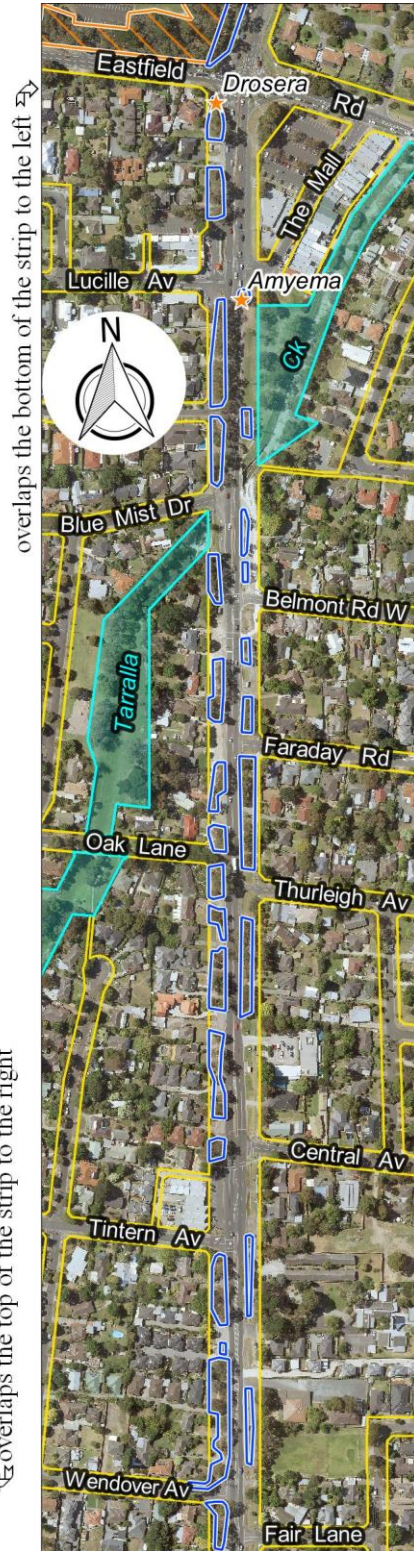 overlaps the bottom of the strip to the left
Eastfield
Rd
Drosera
The Mall
Lucille Av
Amyema
N
Ck
Blue Mist Dr
Belmont Rd W
Tarralla
Faraday Rd
Oak Lane
Thurleigh Av
overlaps the top of the strip to the right
Central Av
Tintern Av
Wendover Av
Fair Lane